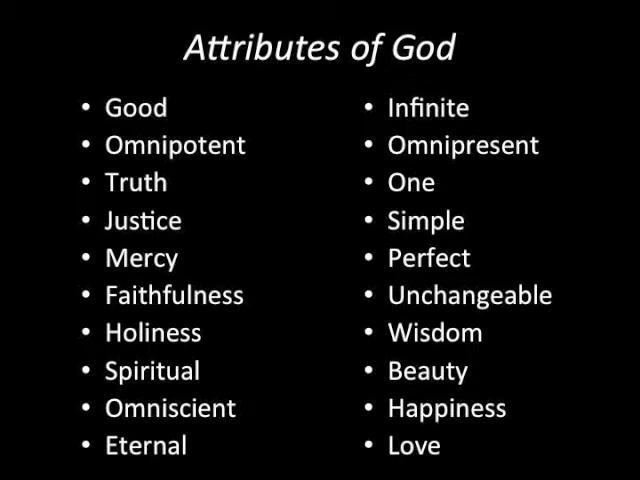 Attributes of God
• Good
• Omnipotent
• Truth
• Justice
• Mercy
• Faithfulness
• Holiness
• Spiritual
• Omniscient
• Eternal
• Infinite
• Omnipresent
• One
• Simple
• Perfect
• Unchangeable
• Wisdom
• Beauty
• Happiness
• Love